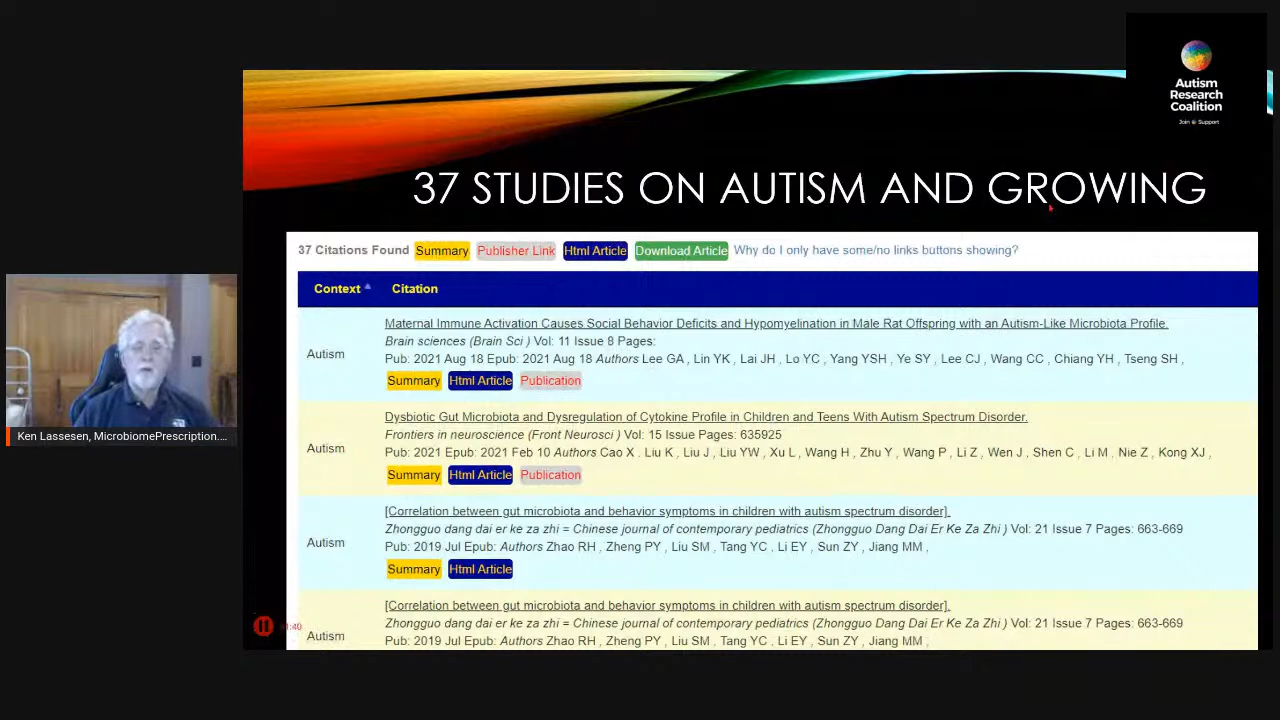 Autism
Research
Coalition
Join & Support
37 STUDIES ON AUTISM AND GROWING
37 Citations Found Summary Publisher Link Html Article Download Article Why do I only have some/no links buttons showing?
Context Citation
Maternal Immune Activation Causes Social Behavior Deficits and Hypomyelination in Male Rat Offspring with an Autism-Like Microbiota Profile.
Brain sciences (Brain Sci ) Vol: 11 Issue 8 Pages:
Autism
Pub: 2021 Aug 18 Epub: 2021 Aug 18 Authors Lee GA , Lin YK , Lai JH , Lo YC , Yang YSH , Ye SY , Lee CJ , Wang CC , Chiang YH , Tseng SH ,
Summary Html Article Publication
Dysbiotic Gut Microbiota and Dysregulation of Cytokine Profile in Children and Teens With Autism Spectrum Disorder.
Frontiers in neuroscience (Front Neurosci ) Vol: 15 Issue Pages: 635925
Autism
Pub: 2021 Epub: 2021 Feb 10 Authors Cao X , Liu K , Liu J , Liu YW , Xu L , Wang H , Zhu Y , Wang P , Li Z , Wen J , Shen C , Li M , Nie Z , Kong XJ ,
Summary Html Article Publication
[Correlation between gut microbiota and behavior symptoms in children with autism spectrum disorder].
Zhongguo dang dai er ke za zhi = Chinese journal of contemporary pediatrics (Zhongguo Dang Dai Er Ke Za Zhi ) Vol: 21 Issue 7 Pages: 663-669
Autism
Pub: 2019 Jul Epub: Authors Zhao RH , Zheng PY , Liu SM , Tang YC , Li EY , Sun ZY , Jiang MM ,
Summary Html Article
[Correlation between gut microbiota and behavior symptoms in children with autism spectrum disorder].
Zhongguo dang dai er ke za zhi = Chinese journal of contemporary pediatrics (Zhongguo Dang Dai Er Ke Za Zhi ) Vol: 21 Issue 7 Pages: 663-669
Autism
Pub: 2019 Jul Epub: Authors Zhao RH , Zheng PY , Liu SM , Tang YC , Li EY , Sun ZY , Jiang MM ,
Ken Lassesen, MicrobiomePrescription....